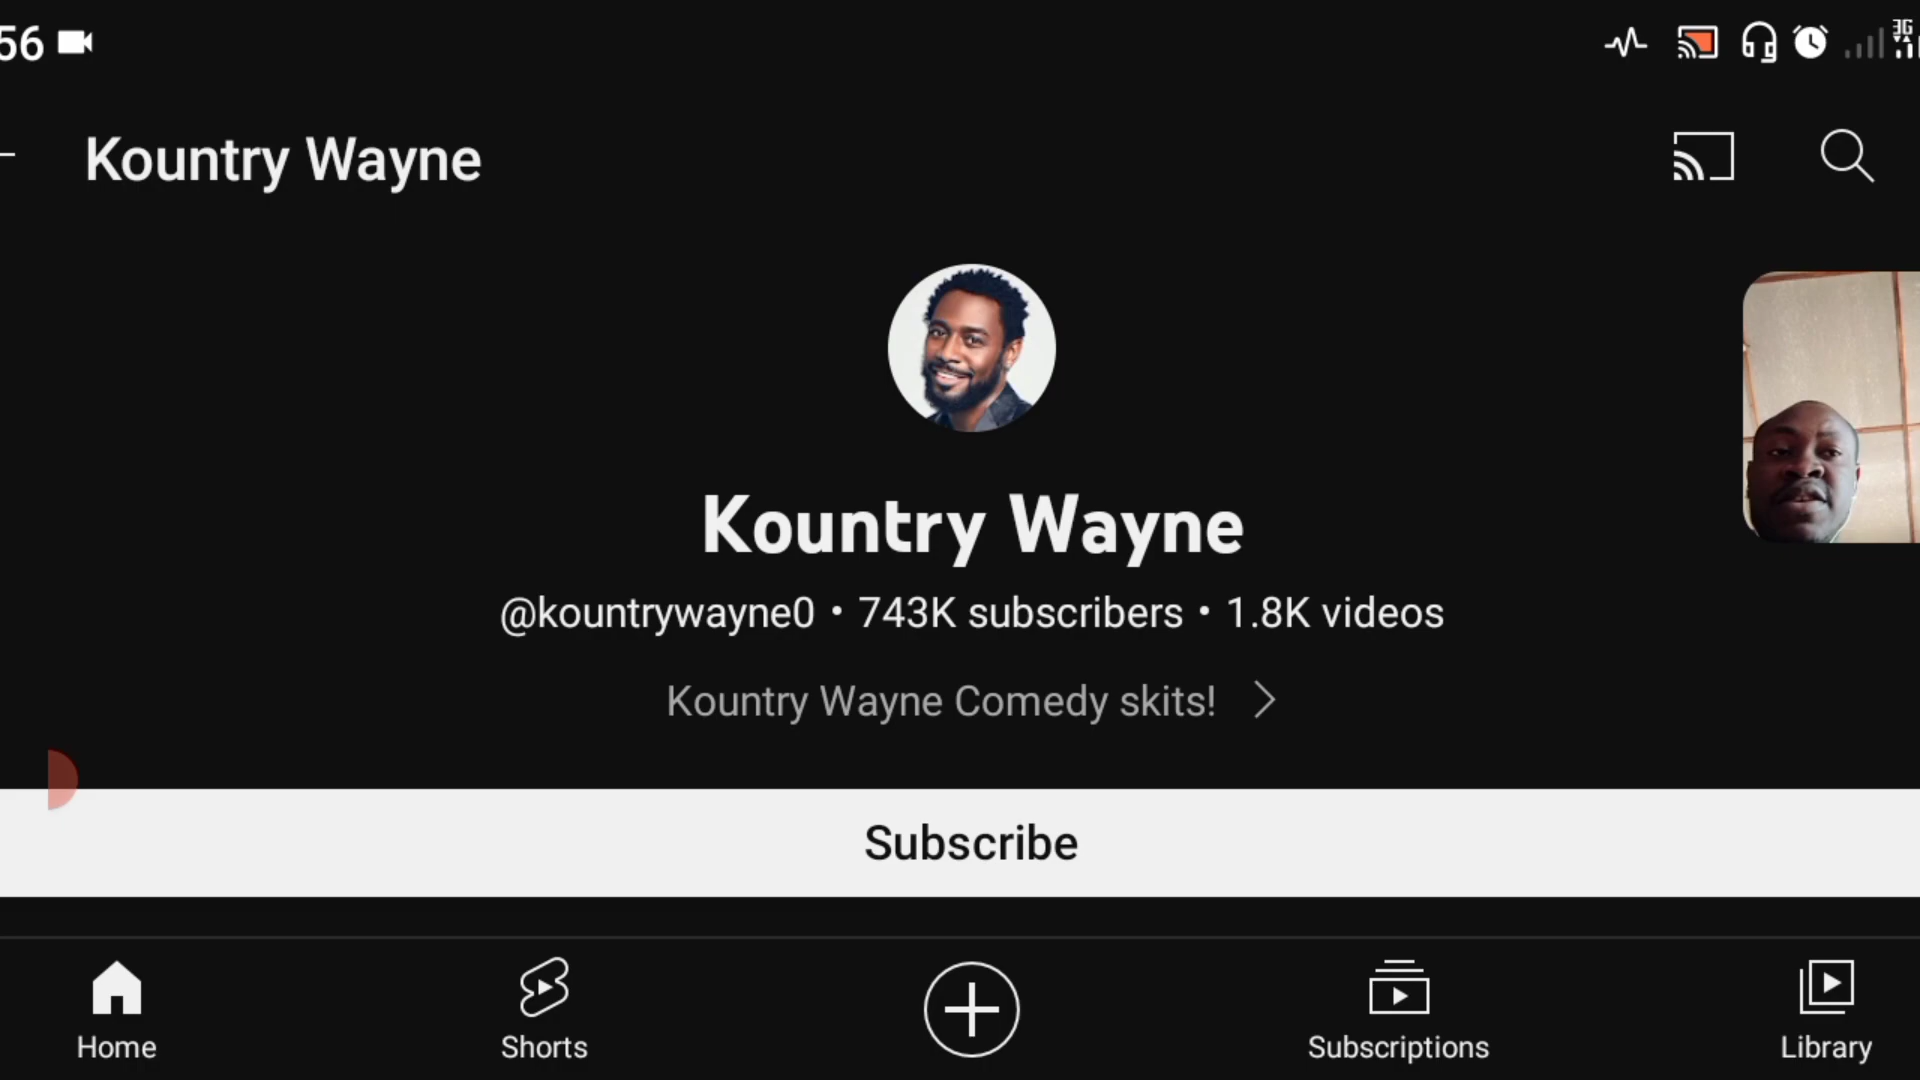 56
3G
Kountry Wayne
Kountry Wayne
@kountrywayne0 • 743K subscribers • 1.8K videos
Kountry Wayne Comedy skits!
Subscribe
Home
Shorts
Subscriptions
Library